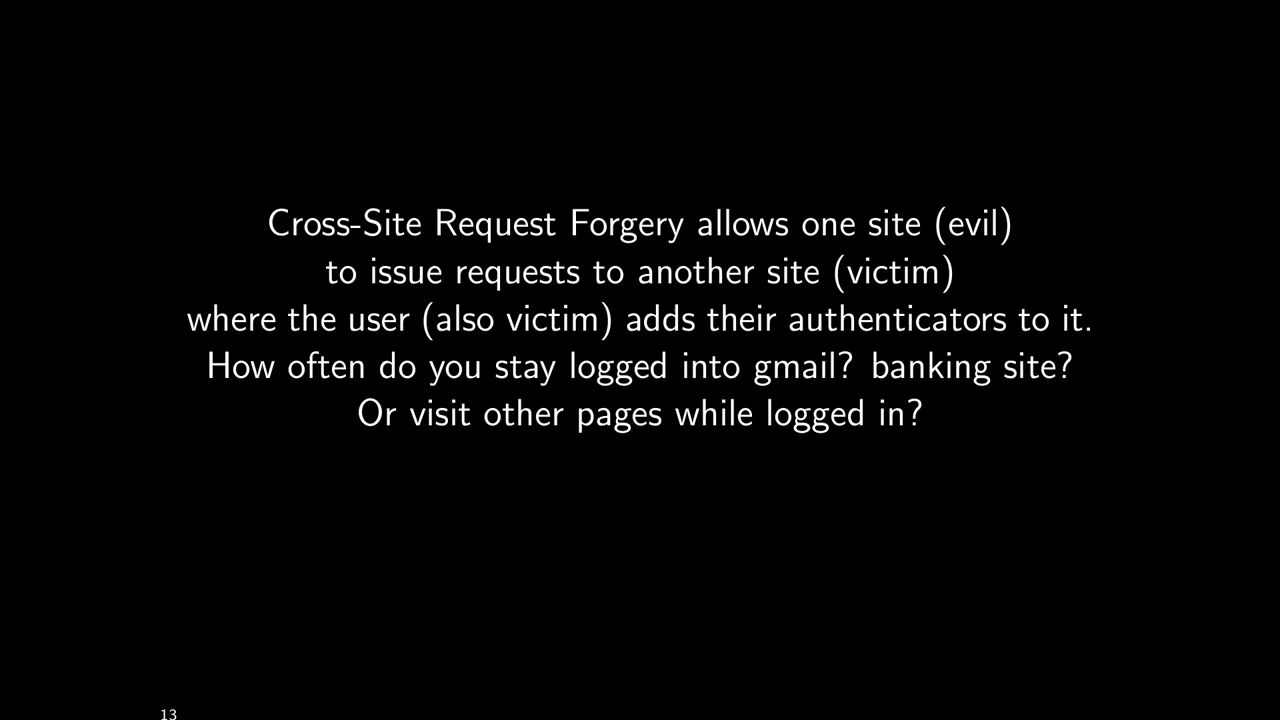 Cross-Site Request Forgery allows one site (evil)
to issue requests to another site (victim)
where the user (also victim) adds their authenticators to it.
How often do you stay logged into gmail? banking site?
Or visit other pages while logged in?
13